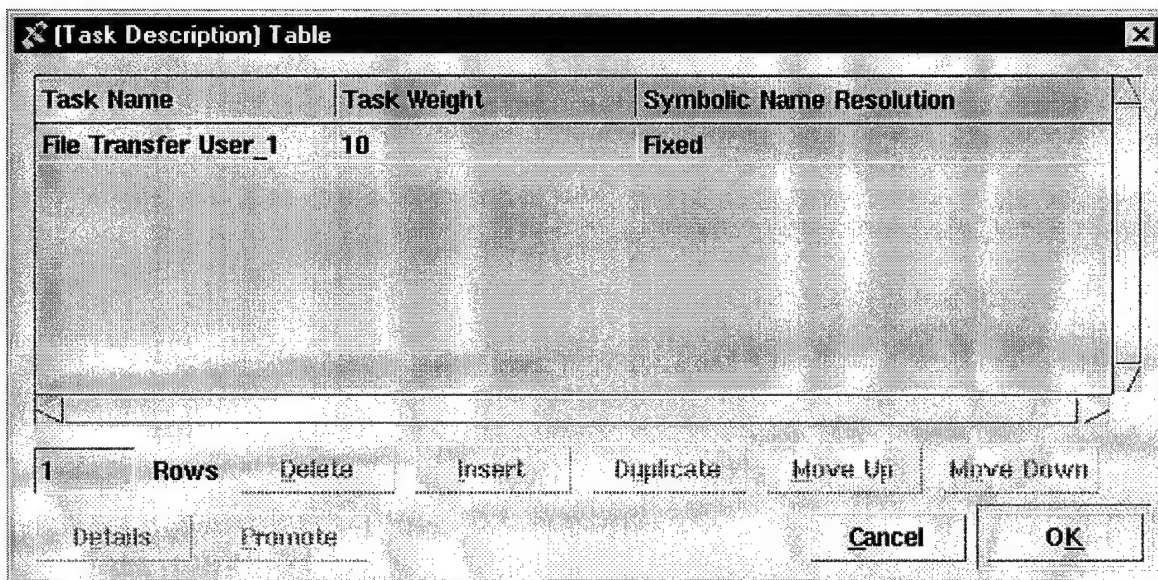 (Task Description) Table
Task Name Task Weight Symbolic Name Resolution
File Transfer User_1 10 Fixed
1 Rows Delete Insert Duplicate Move Up Move Down
Details Promote Cancel OK